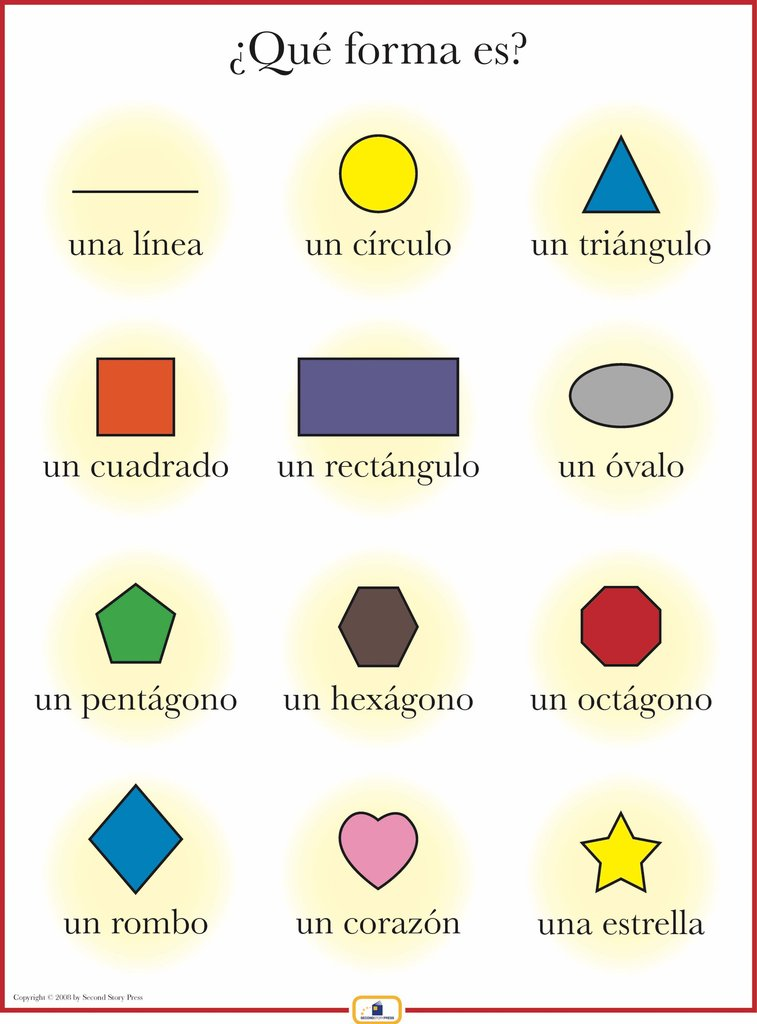 ¿Qué forma es?
una línea
un círculo
un triángulo
un cuadrado
un rectángulo
un óvalo
un pentágono
un hexágono
un octágono
un rombo
un corazón
una estrella
Copyright © 2008 by Second Story Press
SECONDSTORYPRESS